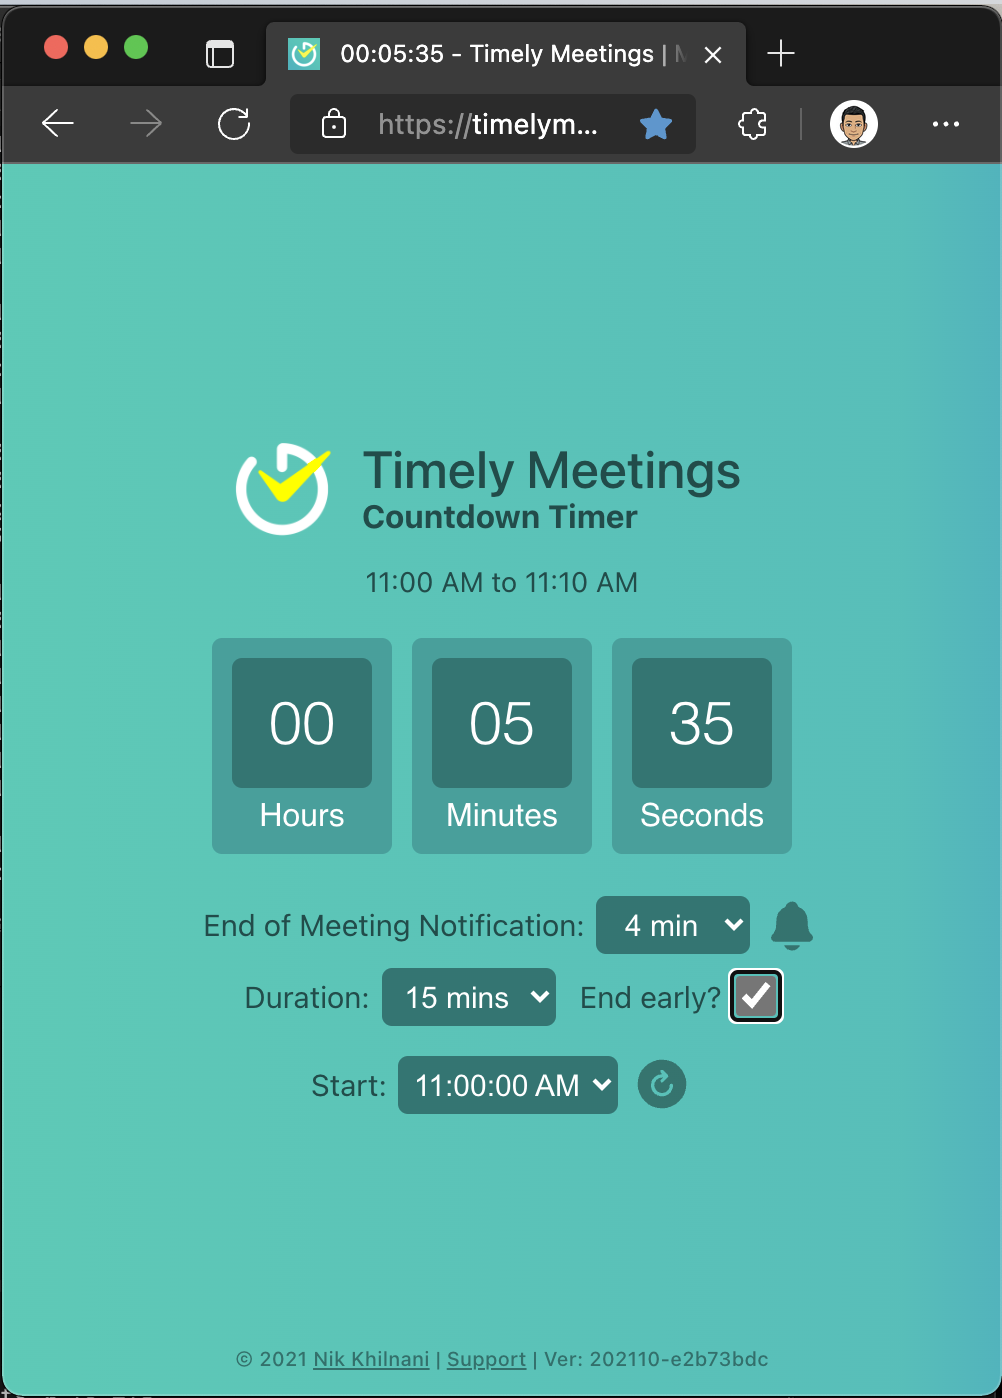 00:05:35 - Timely Meetings |
https://timelym...
Timely Meetings
Countdown Timer
11:00 AM to 11:10 AM
00 05 35
Hours Minutes Seconds
End of Meeting Notification: 4 min
Duration: 15 mins End early?
Start: 11:00:00 AM
© 2021 Nik Khilnani | Support | Ver: 202110-e2b73bdc